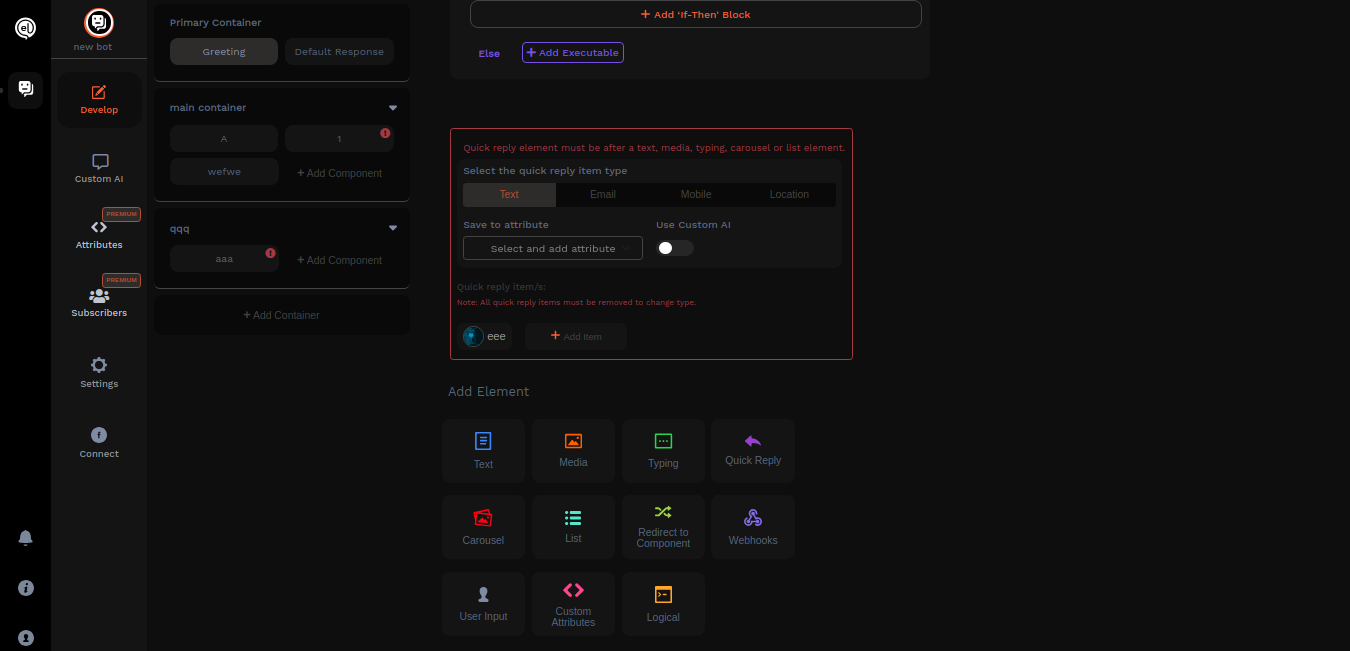 eL
new bot
Develop
Custom AI
PREMIUM
Attributes
PREMIUM
Subscribers
Settings
Connect
Primary Container
Greeting
Default Response
main container
A
1
wefwe
+ Add Component
qqq
aaa
+ Add Component
+ Add Container
+ Add ‘If-Then’ Block
Else
+ Add Executable
Quick reply element must be after a text, media, typing, carousel or list element.
Select the quick reply item type
Text
Email
Mobile
Location
Save to attribute
Use Custom AI
Select and add attribute
Quick reply item/s:
Note: All quick reply items must be removed to change type.
eee
+ Add Item
Add Element
Text
Media
Typing
Quick Reply
Carousel
List
Redirect to
Component
Webhooks
User Input
Custom
Attributes
Logical